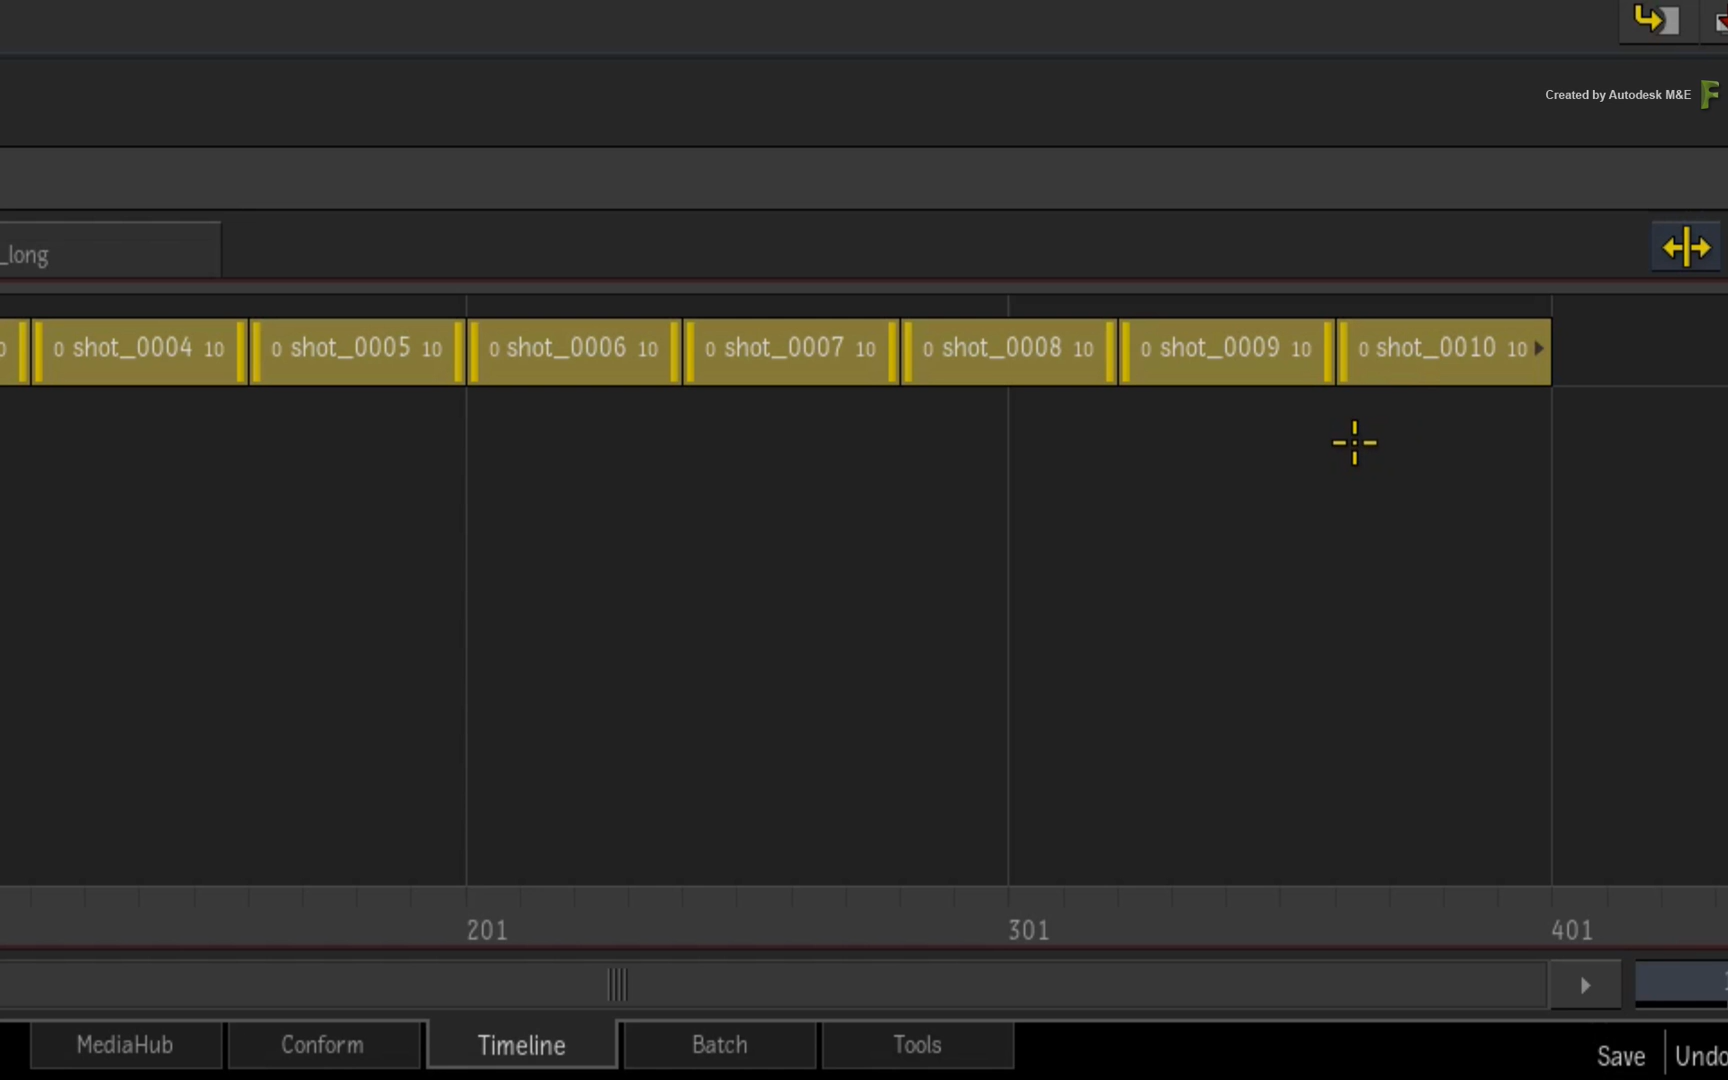 Created by Autodesk M&E
_long
0 shot_0004 10
0 shot_0005 10
0 shot_0006 10
0 shot_0007 10
0 shot_0008 10
0 shot_0009 10
0 shot_0010 10
201 301 401
MediaHub Conform Timeline Batch Tools
Save Undo